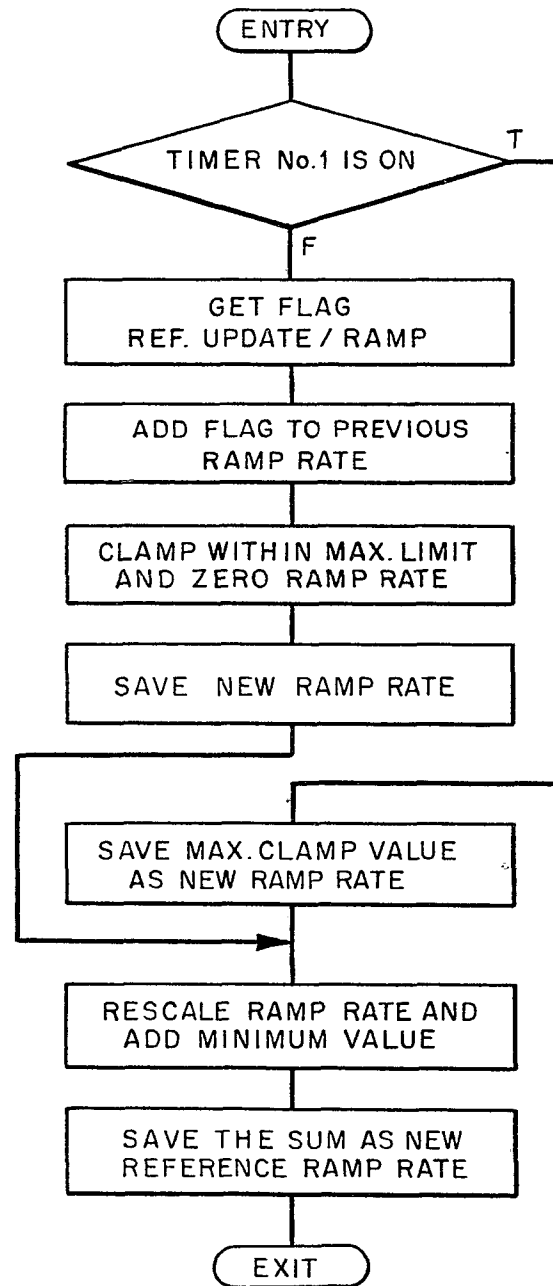 ENTRY
TIMER No.1 IS ON
T
F
GET FLAG
REF. UPDATE / RAMP
ADD FLAG TO PREVIOUS
RAMP RATE
CLAMP WITHIN MAX. LIMIT
AND ZERO RAMP RATE
SAVE NEW RAMP RATE
SAVE MAX. CLAMP VALUE
AS NEW RAMP RATE
RESCALE RAMP RATE AND
ADD MINIMUM VALUE
SAVE THE SUM AS NEW
REFERENCE RAMP RATE
EXIT